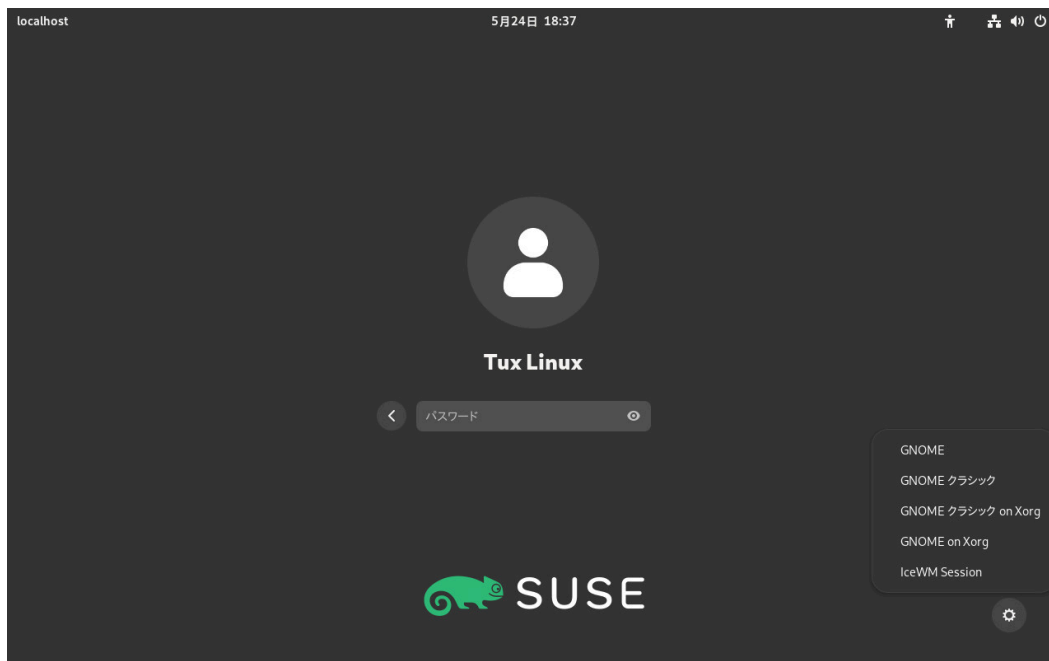 localhost
5月24日 18:37
Tux Linux
パスワード
GNOME
GNOME クラシック
GNOME クラシック on Xorg
GNOME on Xorg
IceWM Session
SUSE